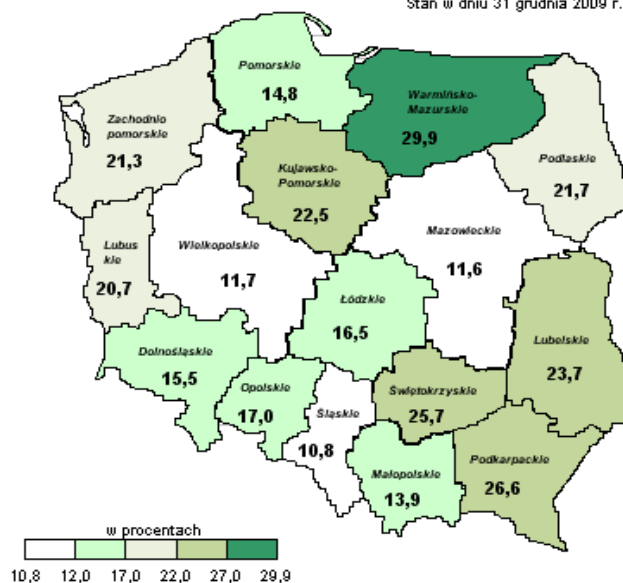 Stan w dniu 31 grudnia 2009 r.
Pomorskie
14,8
Warmińsko-
Mazurskie
29,9
Zachodnio
pomorskie
21,3
Podlaskie
21,7
Kujawsko-
Pomorskie
22,5
Lubus
kie
20,7
Wielkopolskie
11,7
Mazowieckie
11,6
Łódzkie
16,5
Lubelskie
23,7
Dolnośląskie
15,5
Opolskie
17,0
Śląskie
10,8
Świętokrzyskie
25,7
Małopolskie
13,9
Podkarpackie
26,6
w procentach
10,8 12,0 17,0 22,0 27,0 29,9